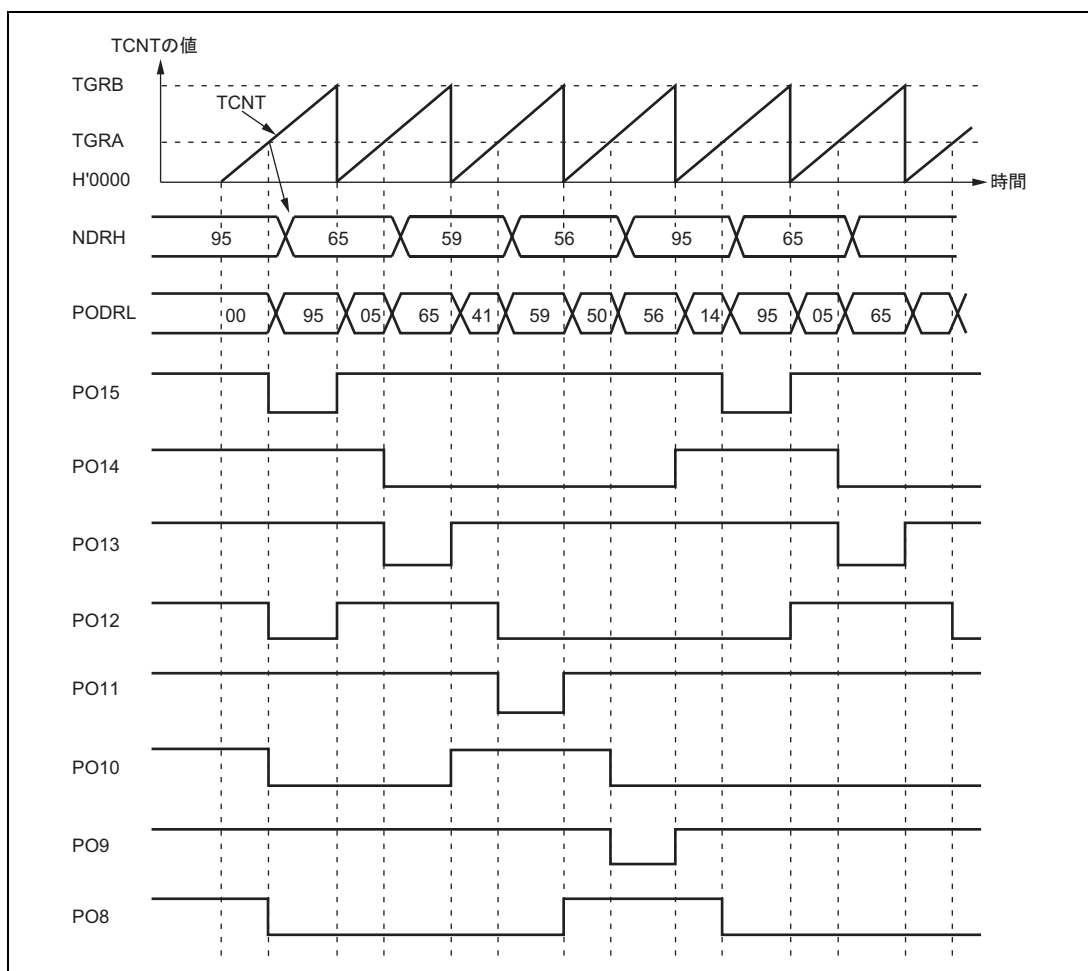 TCNTの値
TGRB
TCNT
TGRA
H'0000
時間
NDRH 95 65 59 56 95 65
PODRL 00 95 05 65 41 59 50 56 14 95 05 65
PO15
PO14
PO13
PO12
PO11
PO10
PO9
PO8